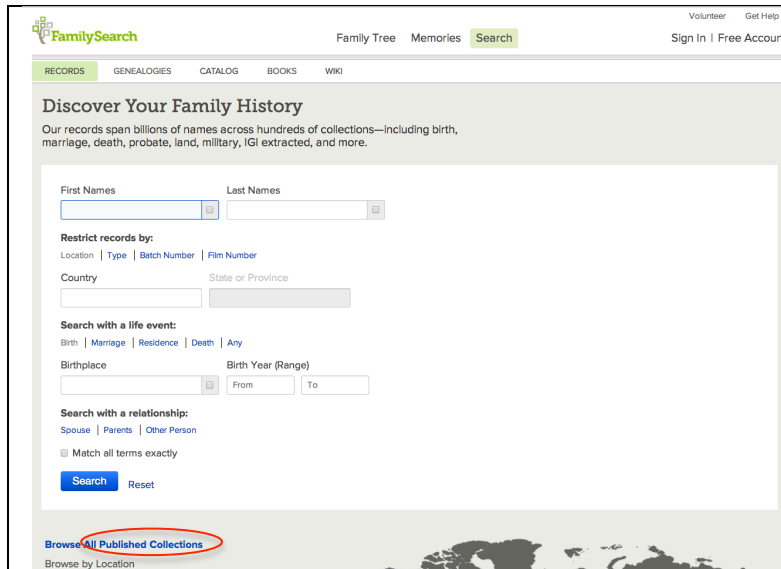 Volunteer Get Help
FamilySearch Family Tree Memories Search Sign In | Free Accoun
RECORDS GENEALOGIES CATALOG BOOKS WIKI
Discover Your Family History
Our records span billions of names across hundreds of collections—including birth,
marriage, death, probate, land, military, IGI extracted, and more.
First Names Last Names
Restrict records by:
Location | Type | Batch Number | Film Number
Country State or Province
Search with a life event:
Birth | Marriage | Residence | Death | Any
Birthplace Birth Year (Range)
From To
Search with a relationship:
Spouse | Parents | Other Person
Match all terms exactly
Search Reset
Browse All Published Collections
Browse by Location